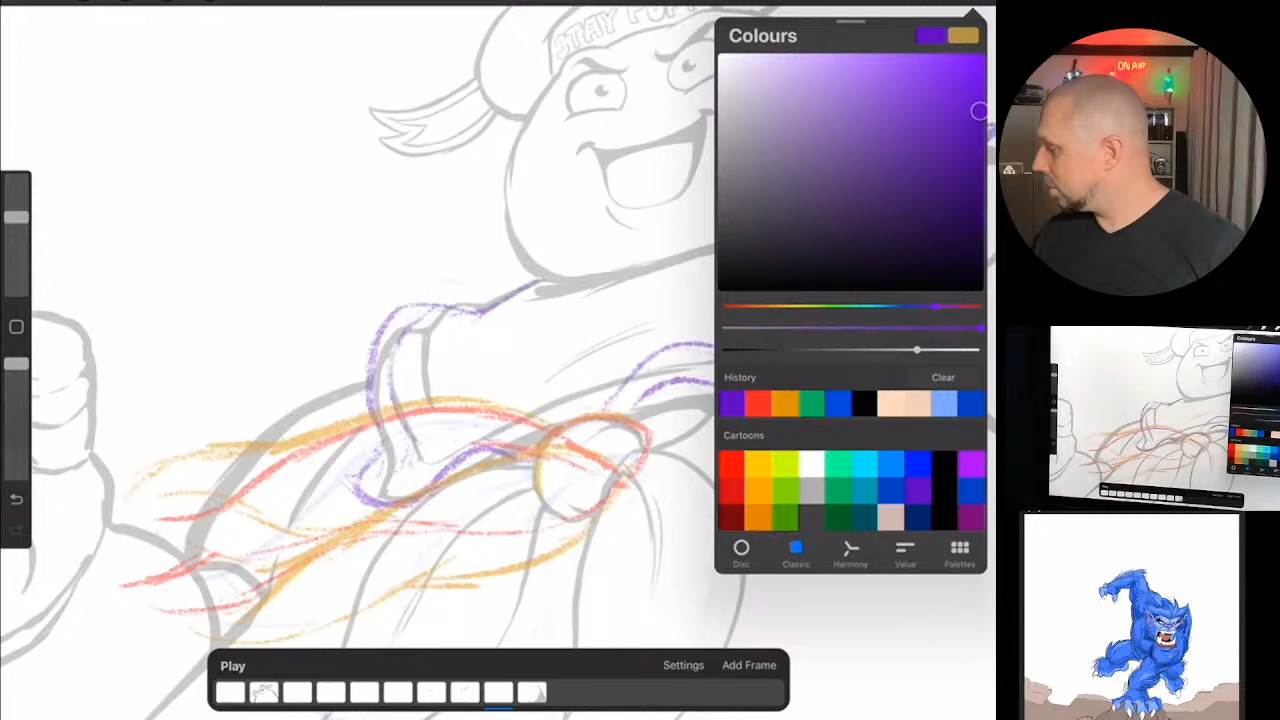 STAY PUFT
Colours
ON AIR
History
Clear
Cartoons
Disc
Classic
Harmony
Value
Palettes
Play
Settings
Add Frame